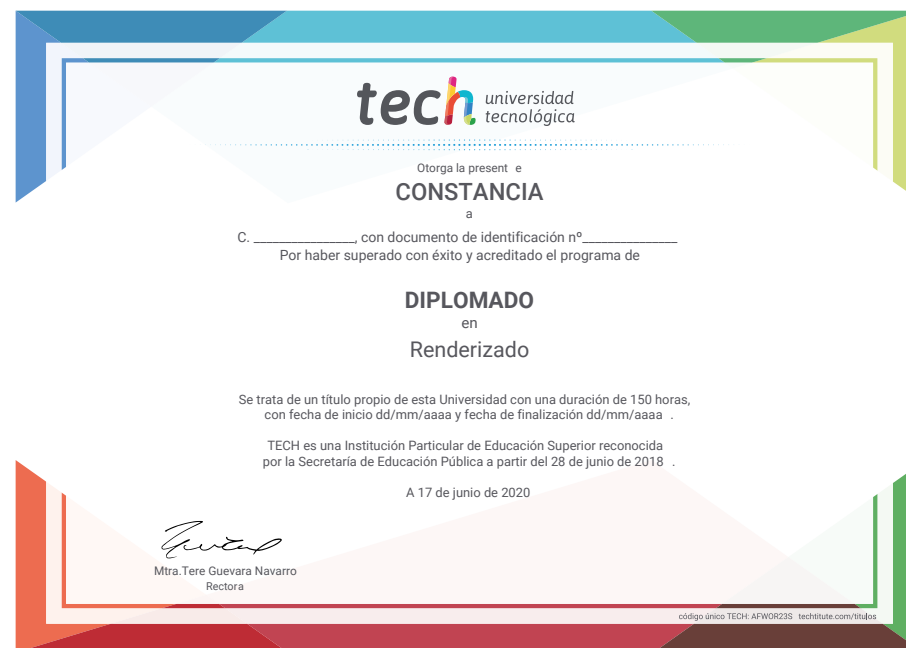 tech universidad
tecnológica
Otorga la present e
CONSTANCIA
a
C. _______________, con documento de identificación nº______________
Por haber superado con éxito y acreditado el programa de
DIPLOMADO
en
Renderizado
Se trata de un título propio de esta Universidad con una duración de 150 horas,
con fecha de inicio dd/mm/aaaa y fecha de finalización dd/mm/aaaa .
TECH es una Institución Particular de Educación Superior reconocida
por la Secretaría de Educación Pública a partir del 28 de junio de 2018 .
A 17 de junio de 2020
Mtra.Tere Guevara Navarro
Rectora
código único TECH: AFWOR23S techtitute.com/titulos